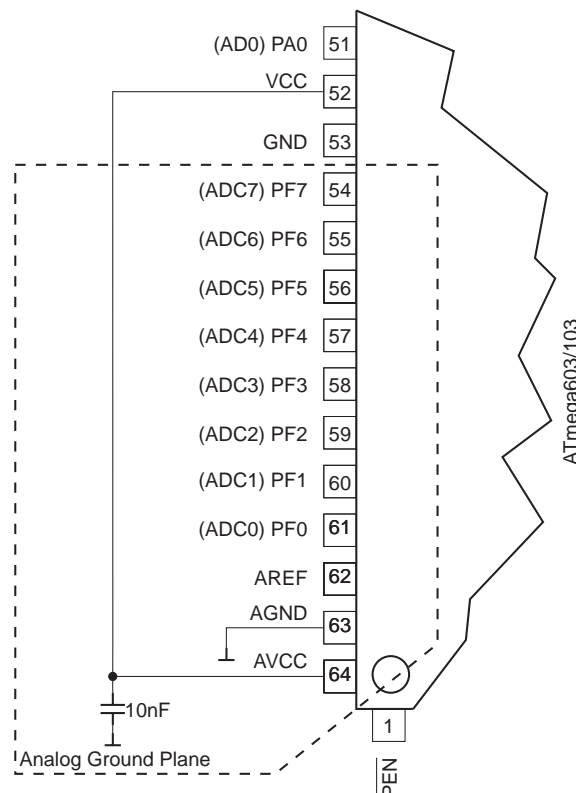 (AD0) PA0 51
VCC 52
GND 53
(ADC7) PF7 54
(ADC6) PF6 55
(ADC5) PF5 56
(ADC4) PF4 57
(ADC3) PF3 58
(ADC2) PF2 59
(ADC1) PF1 60
(ADC0) PF0 61
AREF 62
AGND 63
AVCC 64
10nF
Analog Ground Plane
1
PEN
ATmega603/103